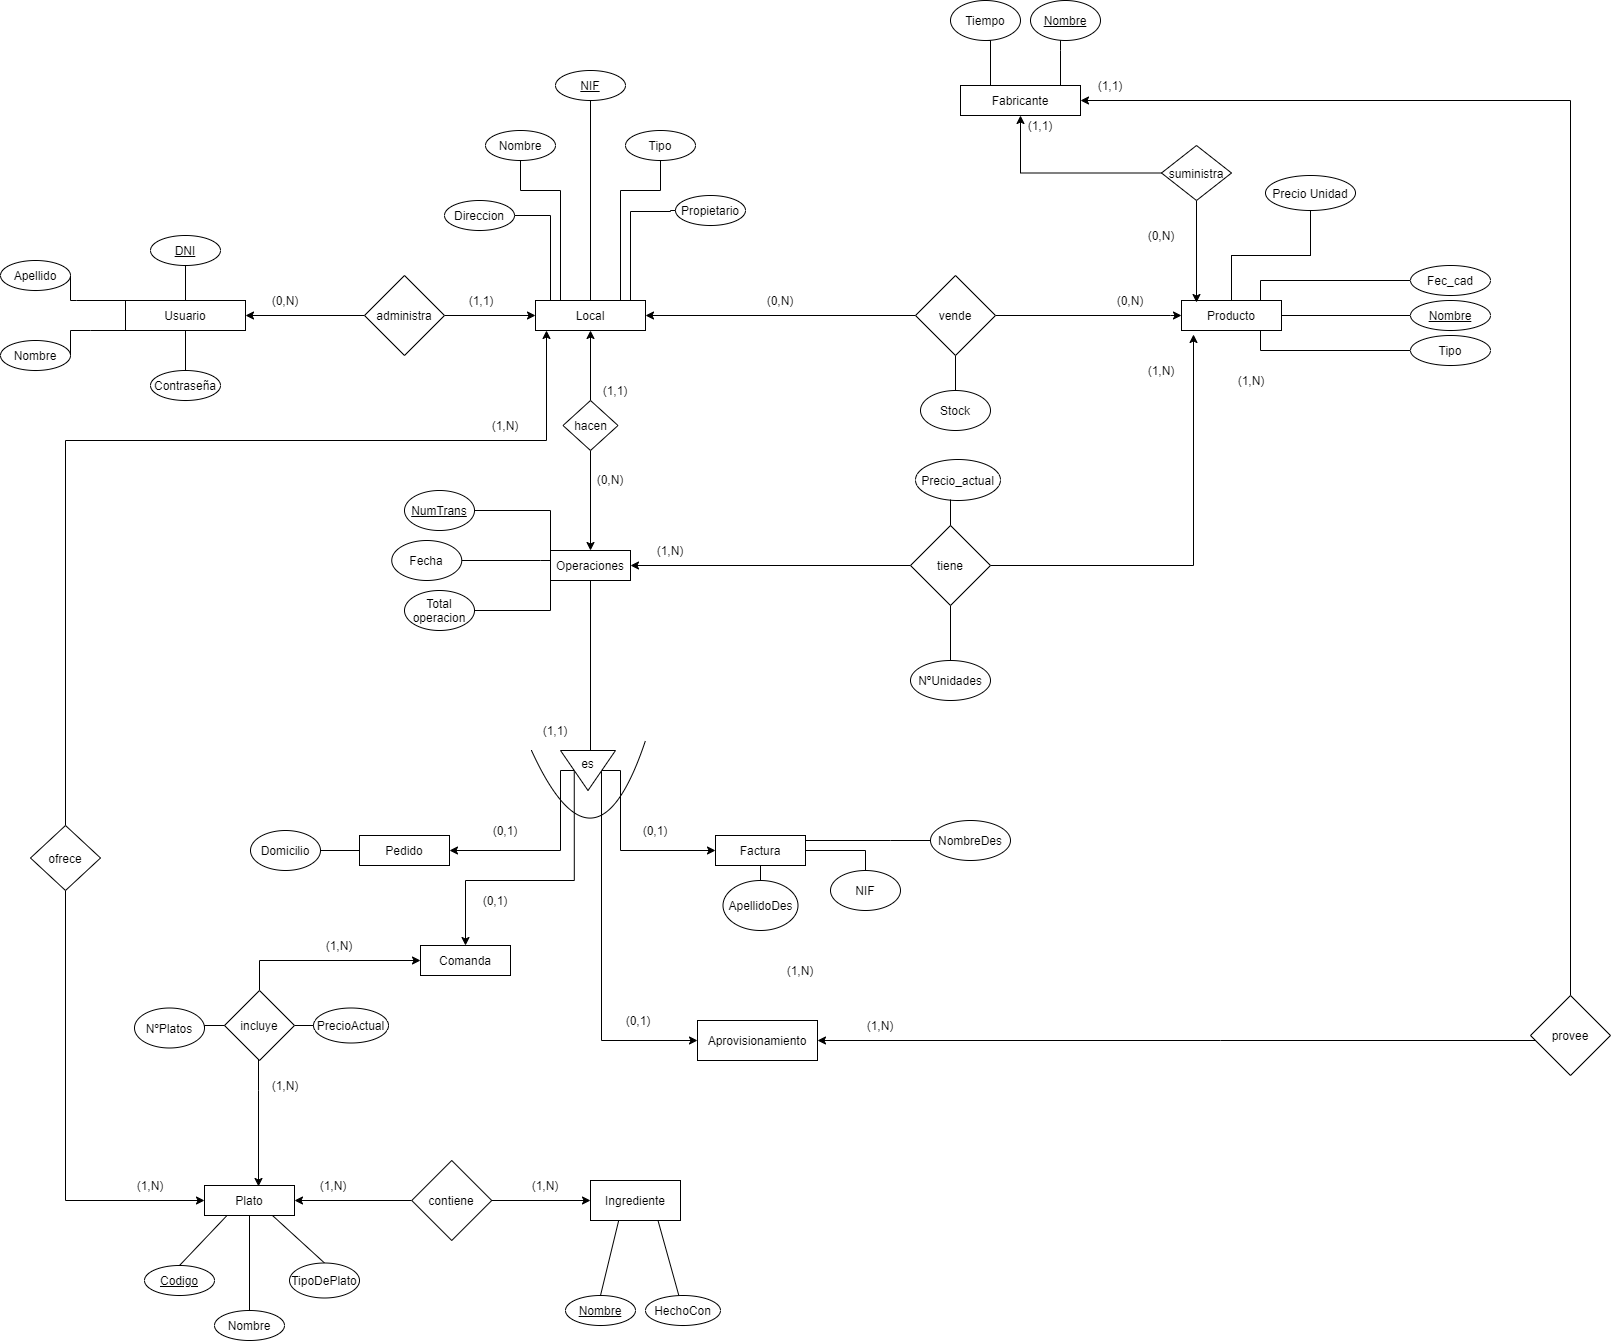 Tiempo
Nombre
Fabricante
(1,1)
(1,1)
NIF
Nombre
Tipo
suministra
Direccion
Propietario
Precio Unidad
(0,N)
DNI
Apellido
Fec_cad
(0,N)
(1,1)
(0,N)
(0,N)
Usuario
administra
Local
vende
Producto
Nombre
Nombre
Tipo
Contraseña
(1,1)
(1,N)
(1,N)
Stock
(1,N)
hacen
(0,N)
Precio_actual
NumTrans
Fecha
(1,N)
Operaciones
tiene
Total
operacion
NºUnidades
(1,1)
es
(0,1)
(0,1)
NombreDes
Domicilio
Pedido
Factura
ofrece
NIF
(0,1)
ApellidoDes
(1,N)
Comanda
(1,N)
(0,1)
(1,N)
NºPlatos
incluye
PrecioActual
Aprovisionamiento
provee
(1,N)
(1,N)
(1,N)
(1,N)
Plato
contiene
Ingrediente
Codigo
TipoDePlato
Nombre
Nombre
HechoCon